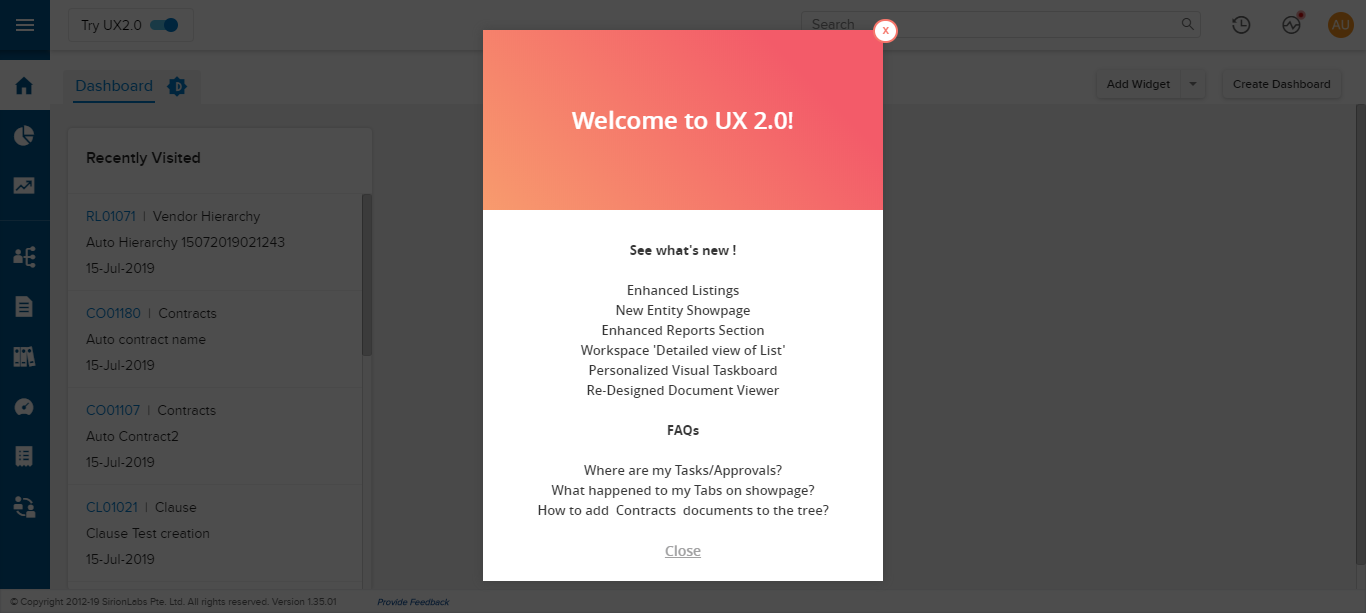 Try UX2.0
Search
AU
x
Dashboard
D
Add Widget
Create Dashboard
Recently Visited
RL01071 | Vendor Hierarchy
Auto Hierarchy 15072019021243
15-Jul-2019
CO01180 | Contracts
Auto contract name
15-Jul-2019
CO01107 | Contracts
Auto Contract2
15-Jul-2019
CL01021 | Clause
Clause Test creation
15-Jul-2019
Welcome to UX 2.0!
See what's new !
Enhanced Listings
New Entity Showpage
Enhanced Reports Section
Workspace 'Detailed view of List'
Personalized Visual Taskboard
Re-Designed Document Viewer
FAQs
Where are my Tasks/Approvals?
What happened to my Tabs on showpage?
How to add  Contracts  documents to the tree?
Close
© Copyright 2012-19 SirionLabs Pte. Ltd. All rights reserved. Version 1.35.01
Provide Feedback